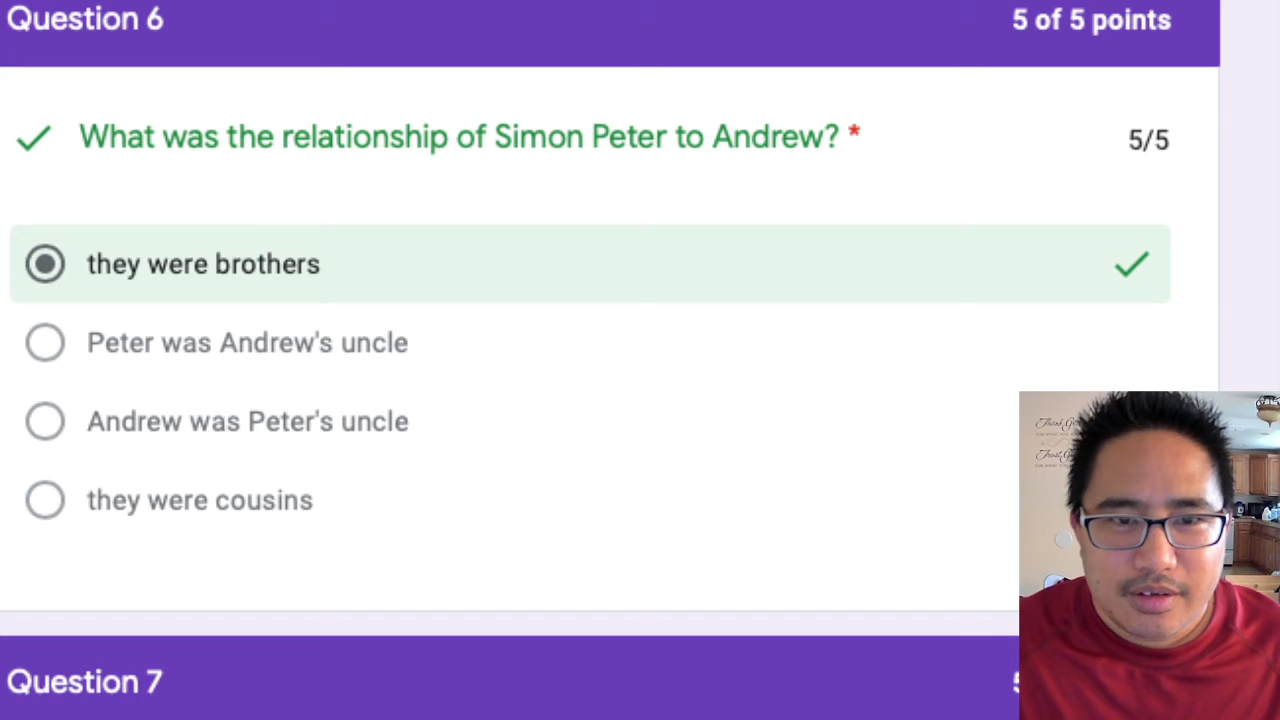 Question 6
5 of 5 points
What was the relationship of Simon Peter to Andrew? *
5/5
they were brothers
Peter was Andrew's uncle
Andrew was Peter's uncle
they were cousins
Question 7